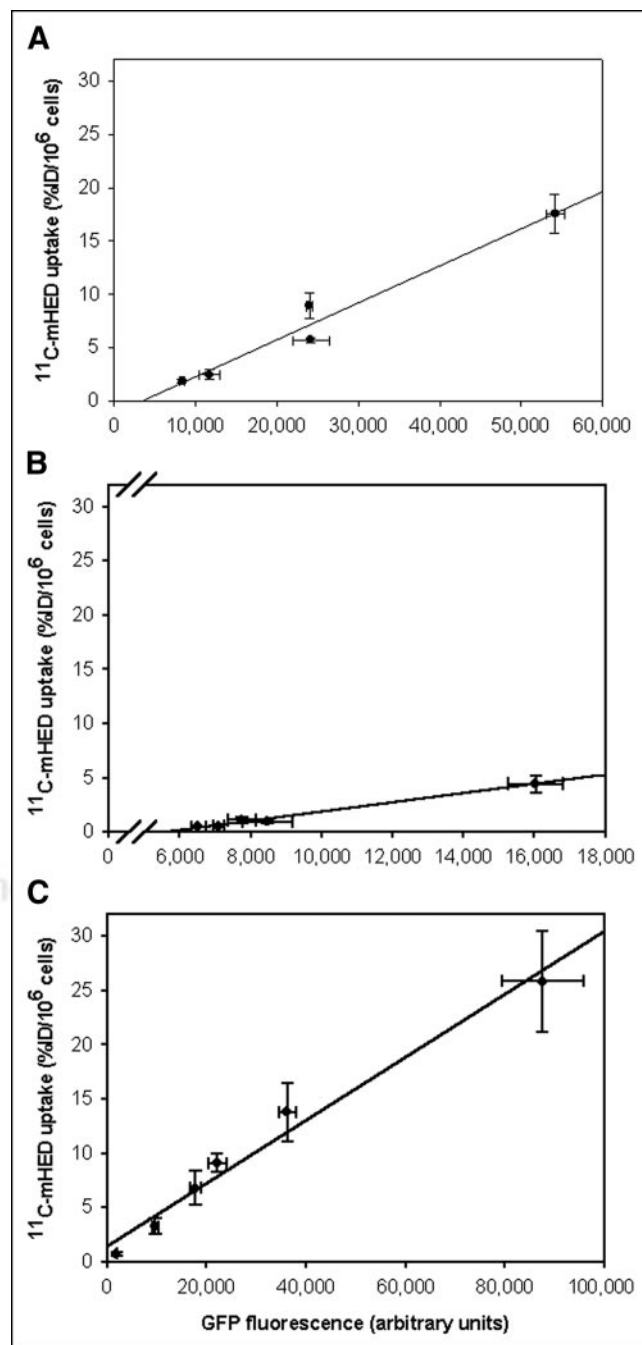 A
30
25
20
15
10
5
0
¹¹C-mHED uptake (%ID/10⁶ cells)
0 10,000 20,000 30,000 40,000 50,000 60,000
B
30
25
20
15
10
5
0
¹¹C-mHED uptake (%ID/10⁶ cells)
0 6,000 8,000 10,000 12,000 14,000 16,000 18,000
C
30
25
20
15
10
5
0
¹¹C-mHED uptake (%ID/10⁶ cells)
0 20,000 40,000 60,000 80,000 100,000
GFP fluorescence (arbitrary units)